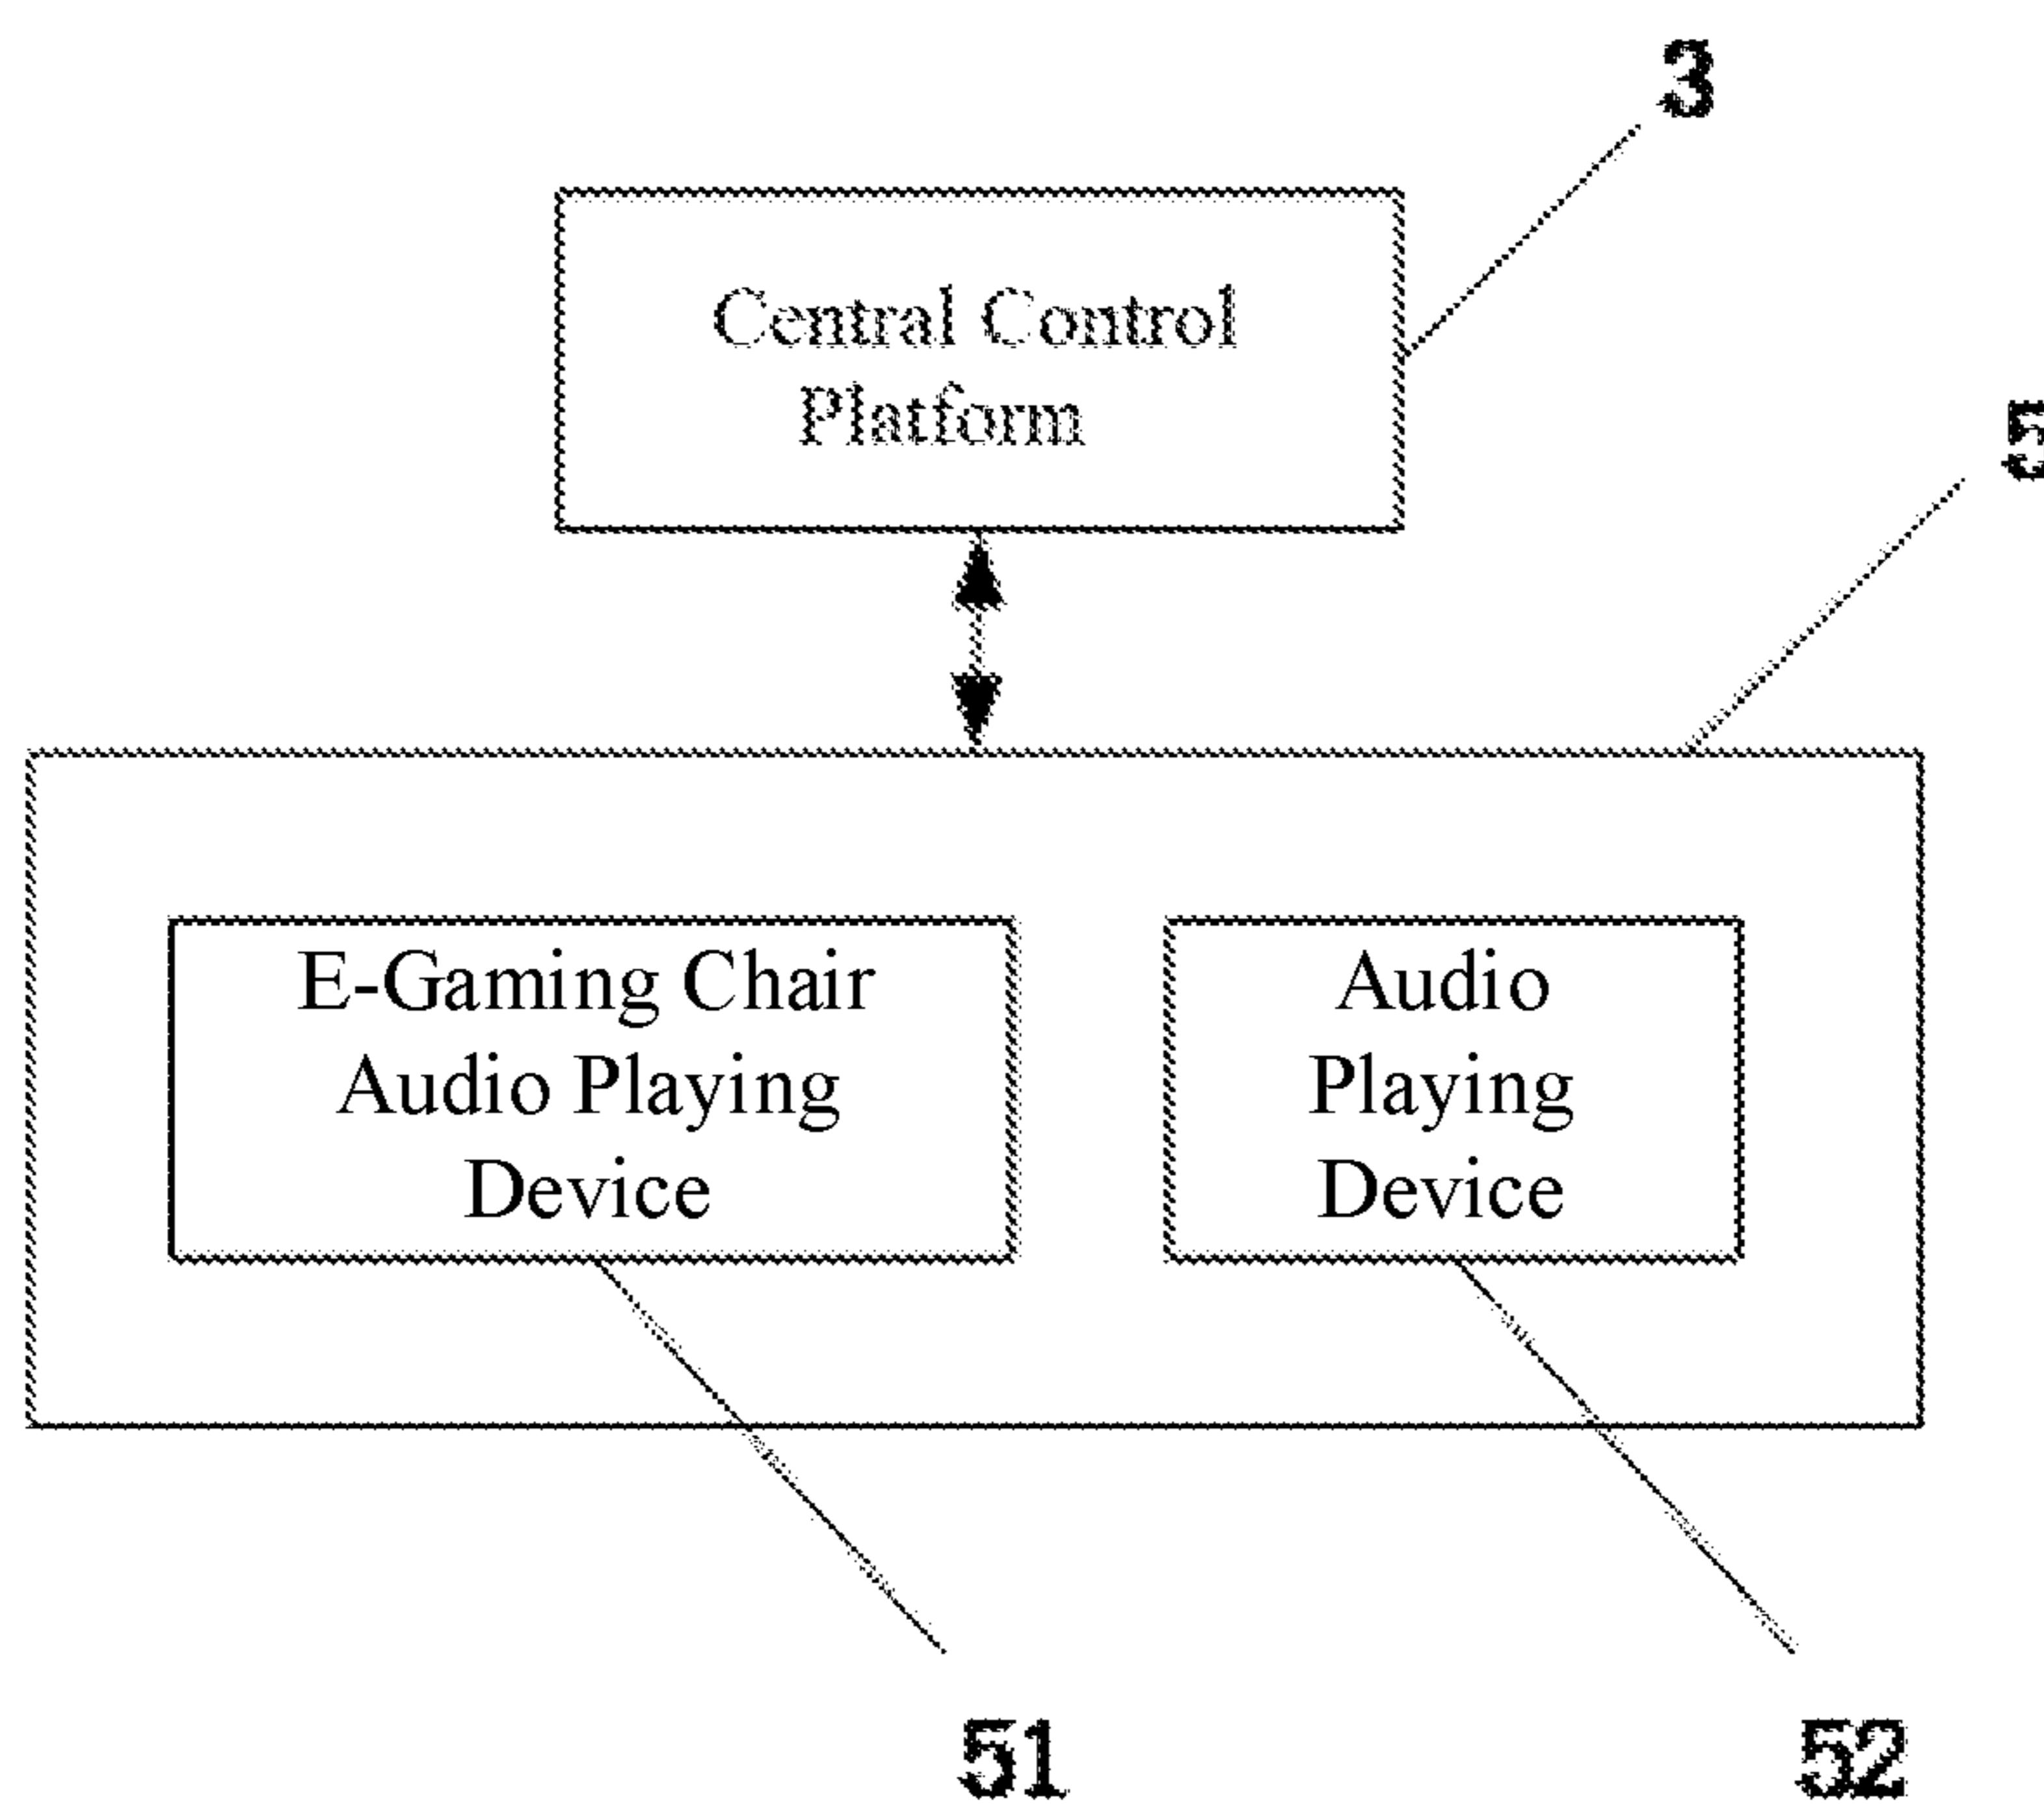 3
Central Control
Platform
5
E-Gaming Chair
Audio Playing
Device
Audio
Playing
Device
51
52